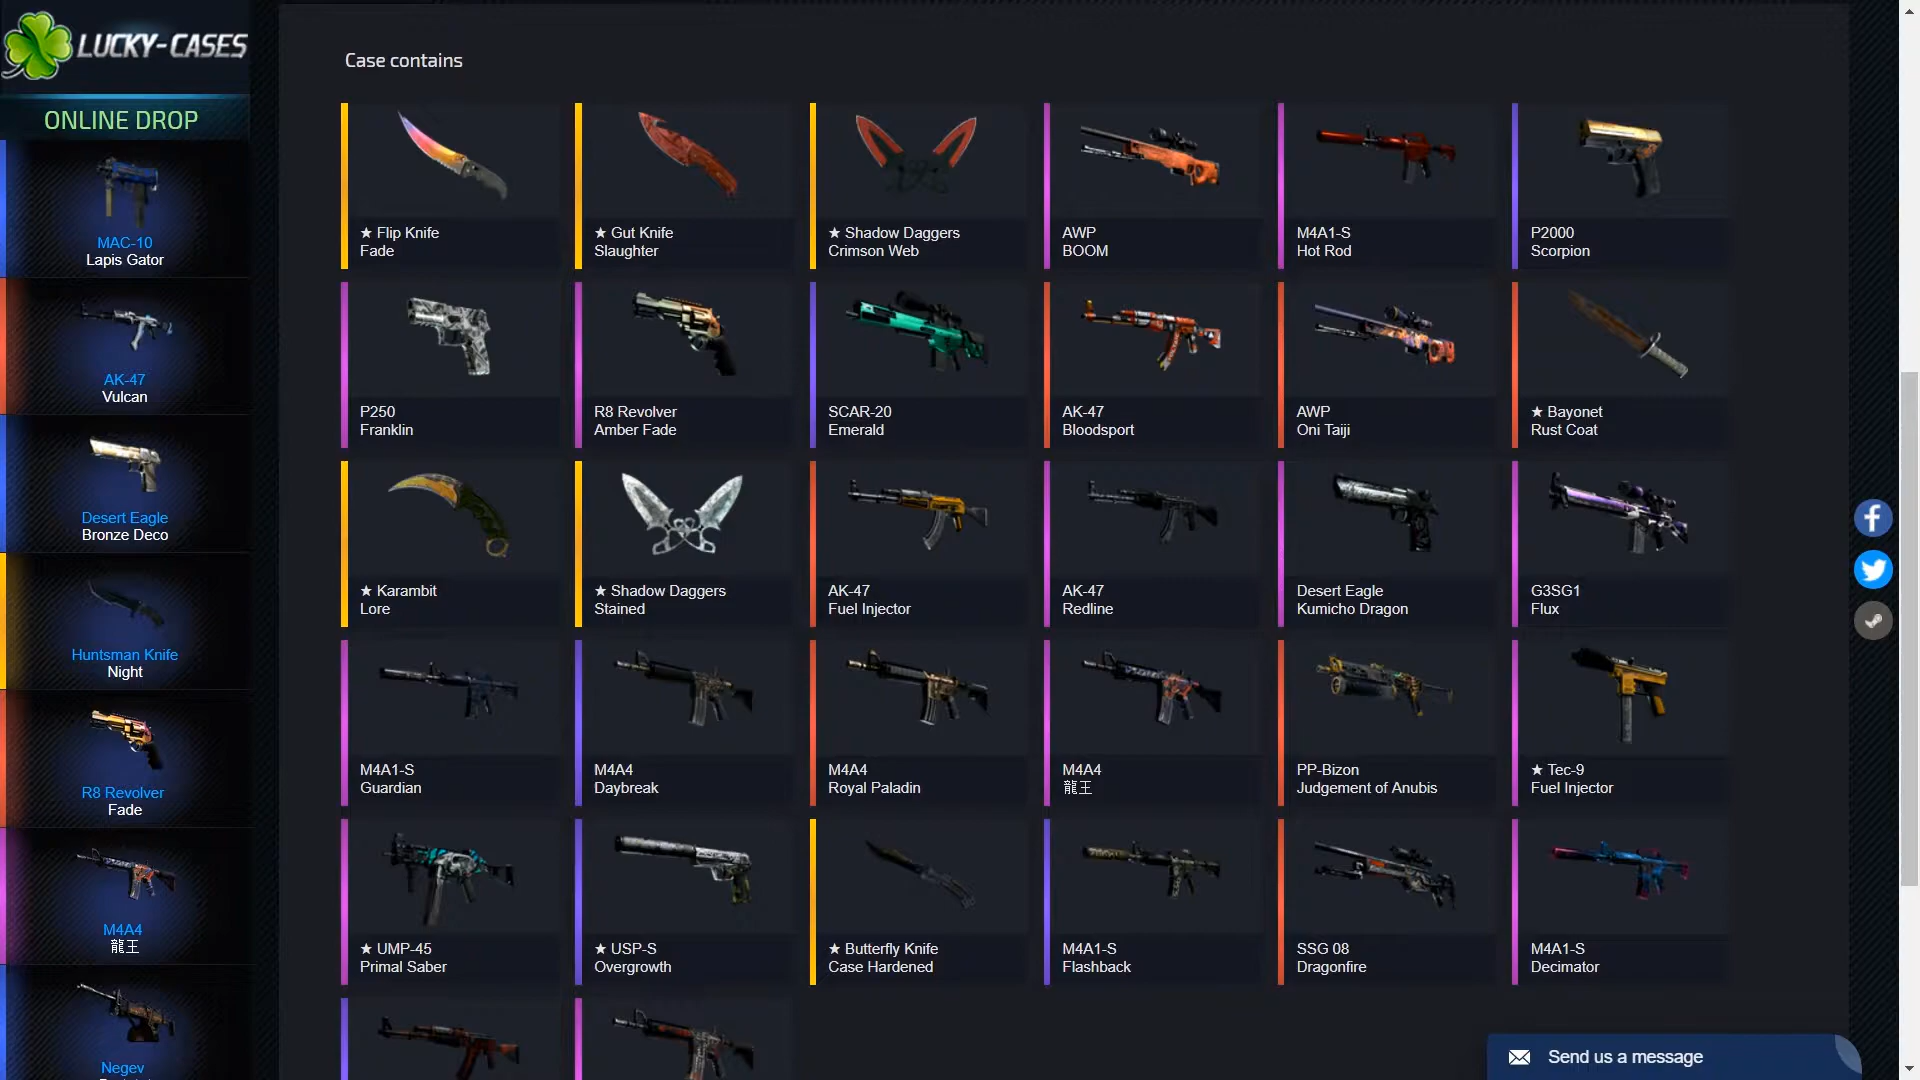 LUCKY-CASES
ONLINE DROP
MAC-10
Lapis Gator
AK-47
Vulcan
Desert Eagle
Bronze Deco
Huntsman Knife
Night
R8 Revolver
Fade
M4A4
龍王
Negev
Case contains
★ Flip Knife
Fade
★ Gut Knife
Slaughter
★ Shadow Daggers
Crimson Web
AWP
BOOM
M4A1-S
Hot Rod
P2000
Scorpion
P250
Franklin
R8 Revolver
Amber Fade
SCAR-20
Emerald
AK-47
Bloodsport
AWP
Oni Taiji
★ Bayonet
Rust Coat
★ Karambit
Lore
★ Shadow Daggers
Stained
AK-47
Fuel Injector
AK-47
Redline
Desert Eagle
Kumicho Dragon
G3SG1
Flux
M4A1-S
Guardian
M4A4
Daybreak
M4A4
Royal Paladin
M4A4
龍王
PP-Bizon
Judgement of Anubis
★ Tec-9
Fuel Injector
★ UMP-45
Primal Saber
★ USP-S
Overgrowth
★ Butterfly Knife
Case Hardened
M4A1-S
Flashback
SSG 08
Dragonfire
M4A1-S
Decimator
Send us a message